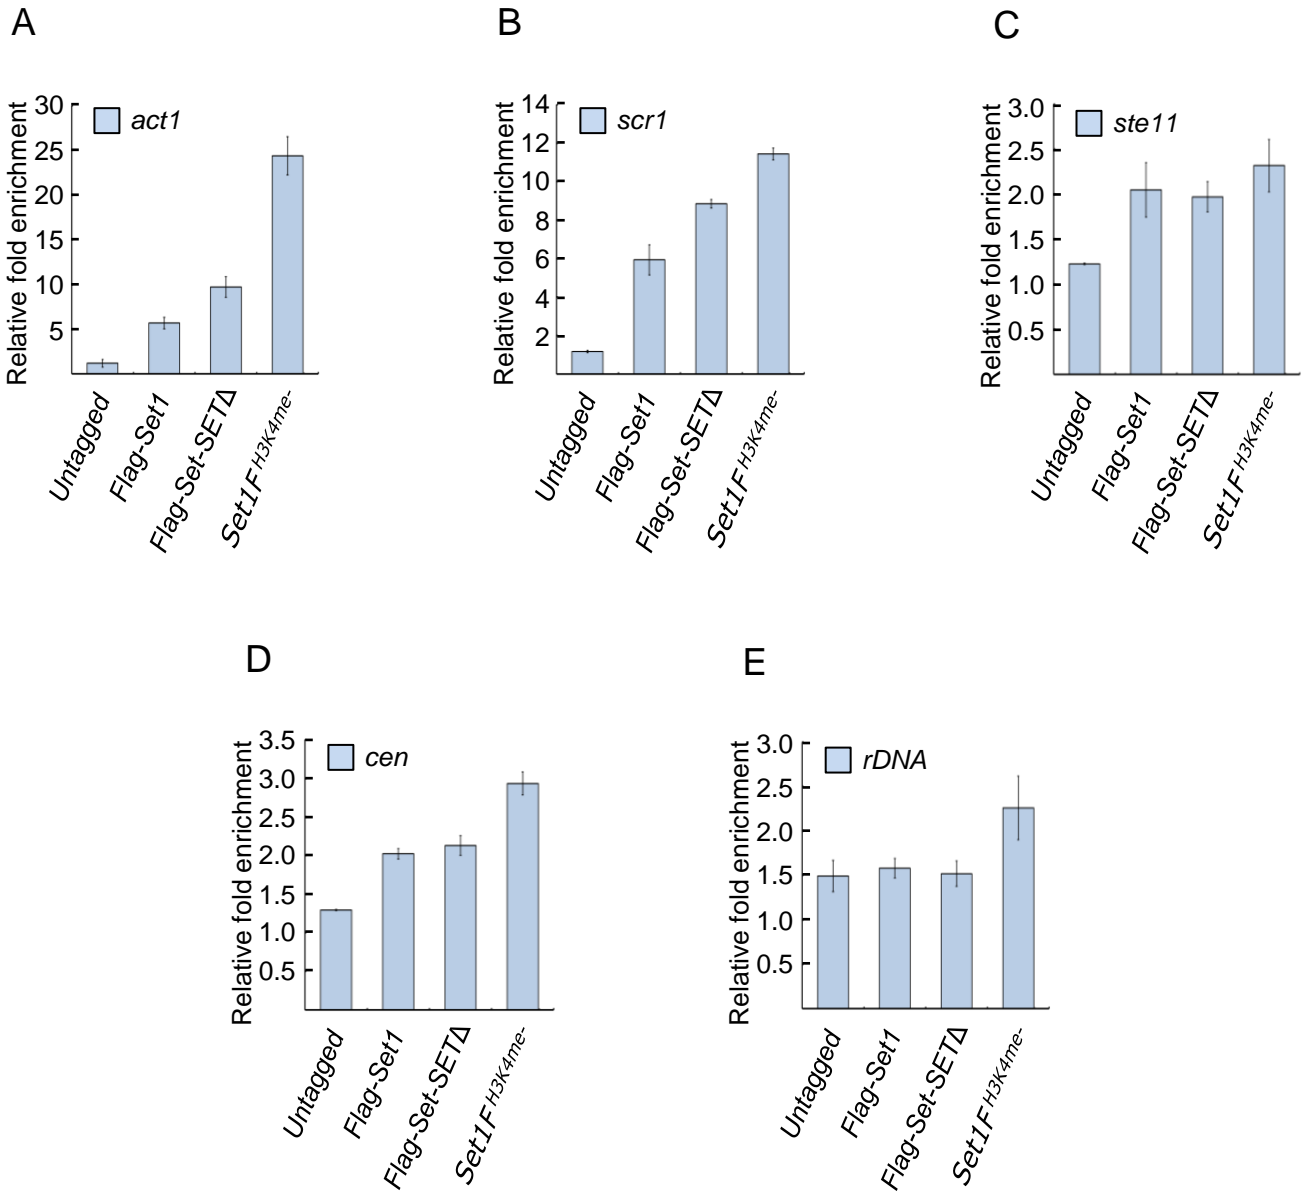 A
Relative fold enrichment
30
25
20
15
10
5
act1
Untagged
Flag-Set1
Flag-Set-SETΔ
Set1F H3K4me-
B
Relative fold enrichment
14
12
10
8
6
4
2
scr1
Untagged
Flag-Set1
Flag-Set-SETΔ
Set1F H3K4me-
C
Relative fold enrichment
3.0
2.5
2.0
1.5
1.0
0.5
ste11
Untagged
Flag-Set1
Flag-Set-SETΔ
Set1F H3K4me-
D
Relative fold enrichment
3.5
3.0
2.5
2.0
1.5
1.0
0.5
cen
Untagged
Flag-Set1
Flag-Set-SETΔ
Set1F H3K4me-
E
Relative fold enrichment
3.0
2.5
2.0
1.5
1.0
0.5
rDNA
Untagged
Flag-Set1
Flag-Set-SETΔ
Set1F H3K4me-